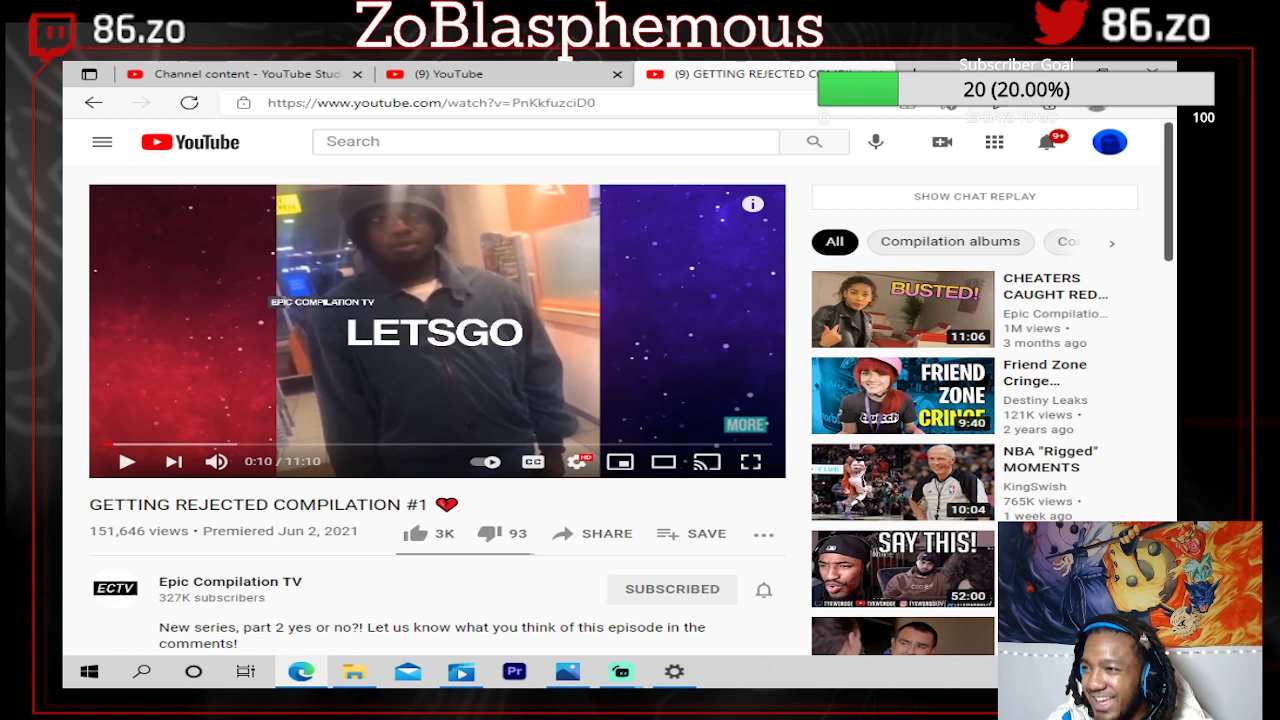 86.zo
ZoBlasphemous
86.zo
Channel content - YouTube Stud
(9) YouTube
(9) GETTING REJECTED
Subscriber Goal
20 (20.00%)
0
100
https://www.youtube.com/watch?v=PnKkfuzciD0
YouTube
Search
9+
SHOW CHAT REPLAY
All
Compilation albums
EPIC COMPILATION TV
LETSGO
MORE
0:10 / 11:10
CC
HD
BUSTED!
11:06
CHEATERS
CAUGHT RED...
Epic Compilatio...
1M views •
3 months ago
FRIEND
ZONE
CRINGE
twitch
9:40
Friend Zone
Cringe...
Destiny Leaks
121K views •
2 years ago
10:04
NBA "Rigged"
MOMENTS
KingSwish
765K views •
1 week ago
SAY THIS!
52:00
GETTING REJECTED COMPILATION #1 💔
151,646 views • Premiered Jun 2, 2021
3K
93
SHARE
SAVE
ECTV
Epic Compilation TV
327K subscribers
SUBSCRIBED
New series, part 2 yes or no?! Let us know what you think of this episode in the
comments!
Pr